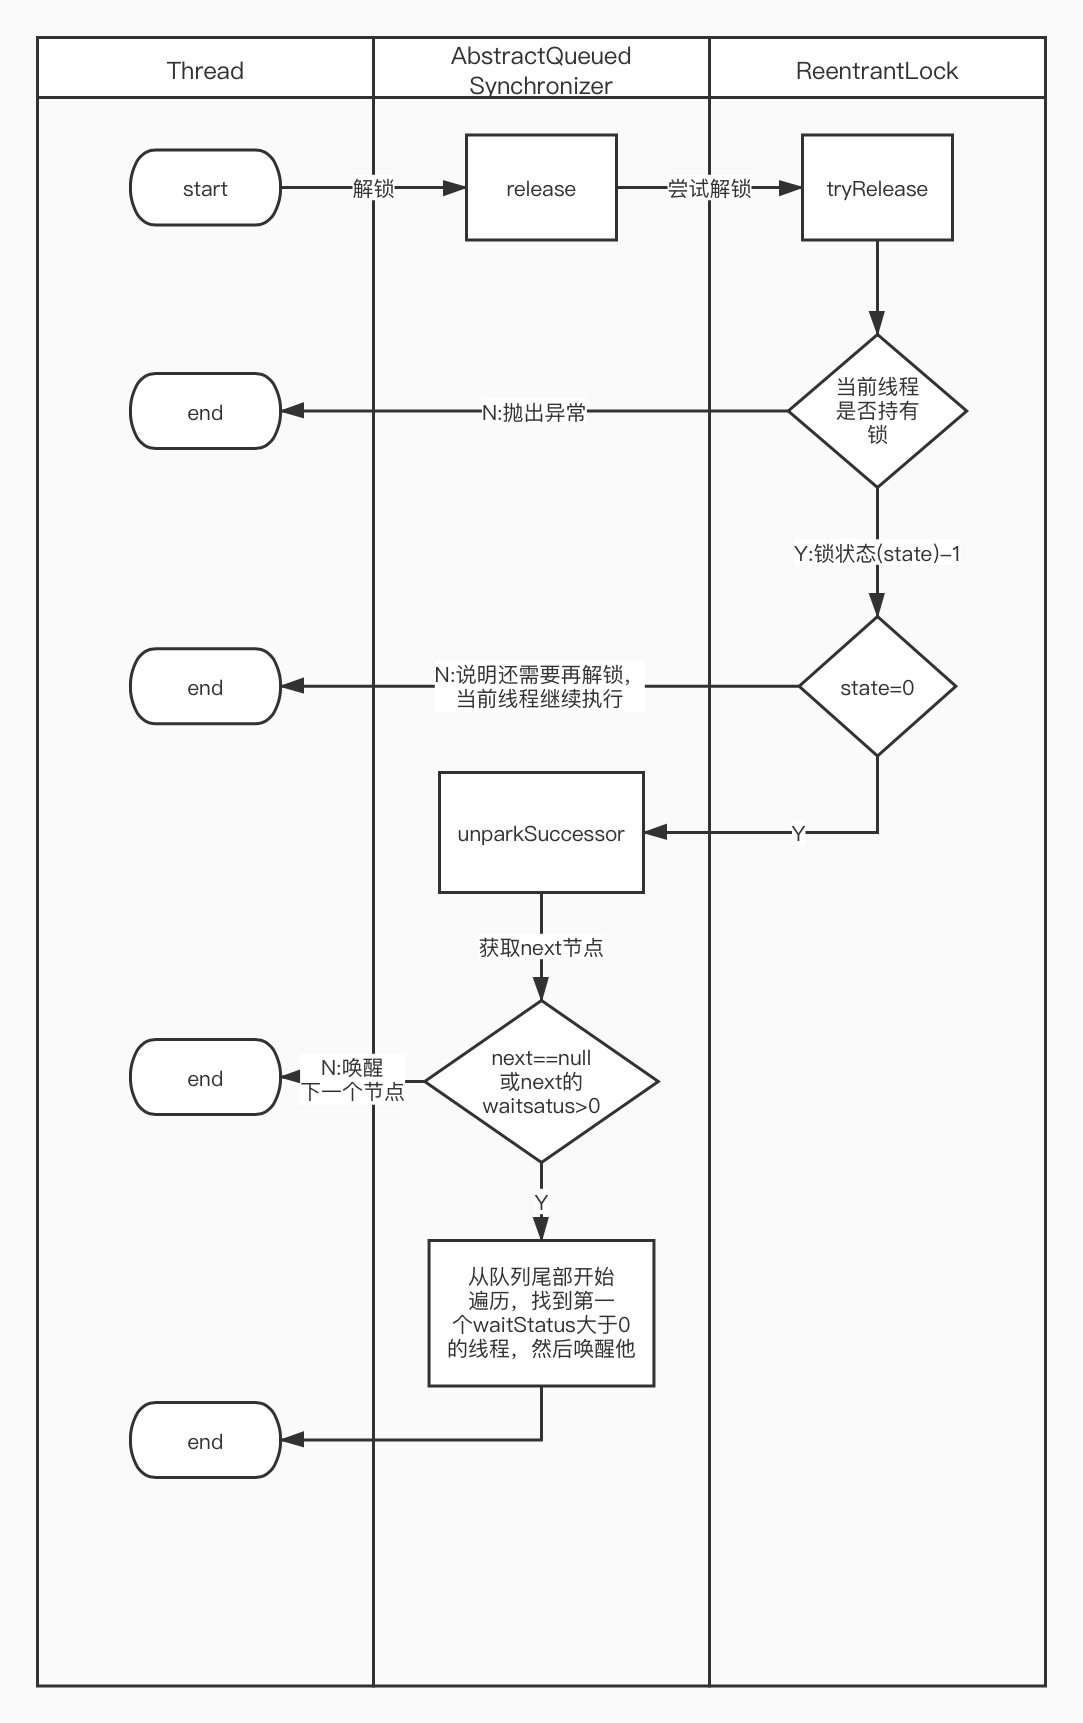 Thread
AbstractQueued
Synchronizer
ReentrantLock
start
解锁
release
尝试解锁
tryRelease
当前线程
是否持有
锁
N:抛出异常
end
Y:锁状态(state)-1
state=0
N:说明还需要再解锁，
当前线程继续执行
end
Y
unparkSuccessor
获取next节点
next==null
或next的
waitsatus>0
N:唤醒
下一个节点
end
Y
从队列尾部开始
遍历，找到第一
个waitStatus大于0
的线程，然后唤醒他
end